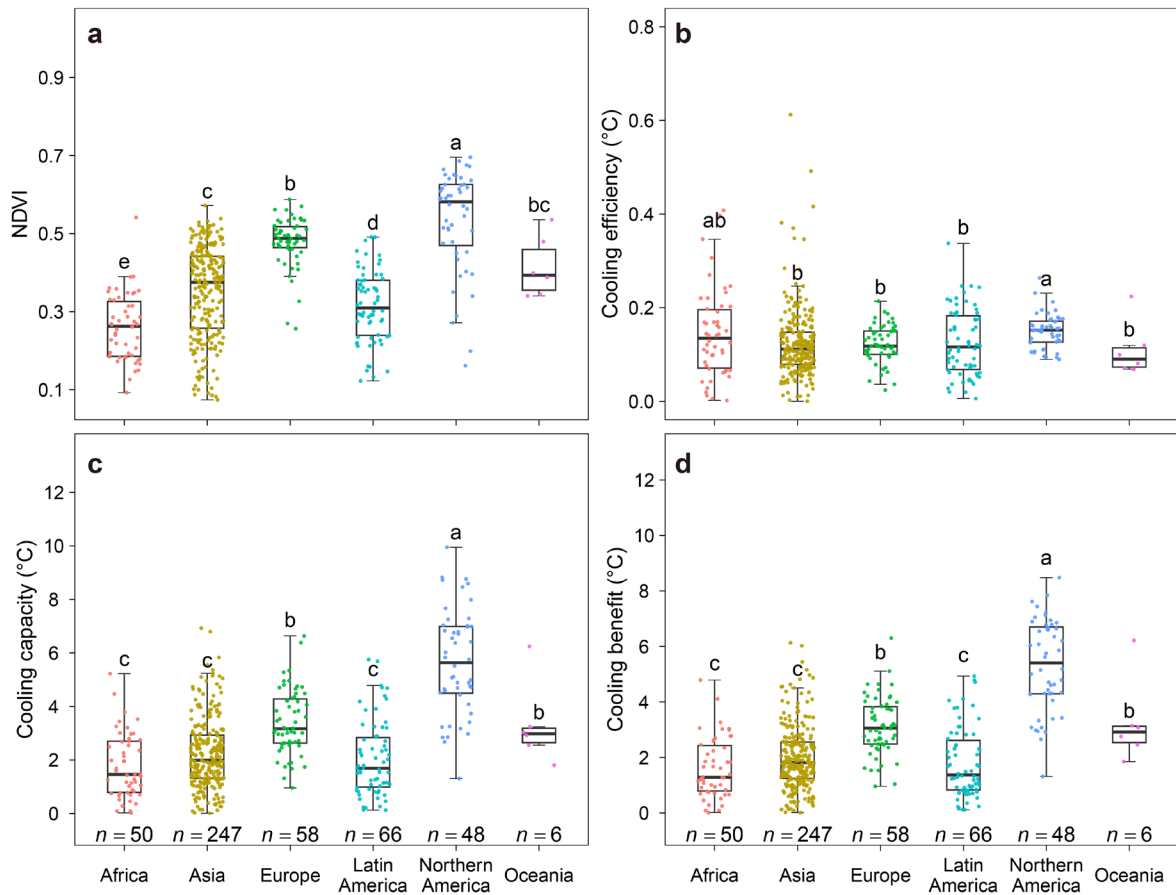 a
NDVI
0.9
0.7
0.5
0.3
0.1
e
c
b
d
a
bc
b
Cooling efficiency (°C)
0.8
0.6
0.4
0.2
0.0
ab
b
b
b
a
b
c
Cooling capacity (°C)
12
10
8
6
4
2
0
c
c
b
c
a
b
n = 50
n = 247
n = 58
n = 66
n = 48
n = 6
Africa
Asia
Europe
Latin
America
Northern
America
Oceania
d
Cooling benefit (°C)
12
10
8
6
4
2
0
c
c
b
c
a
b
n = 50
n = 247
n = 58
n = 66
n = 48
n = 6
Africa
Asia
Europe
Latin
America
Northern
America
Oceania